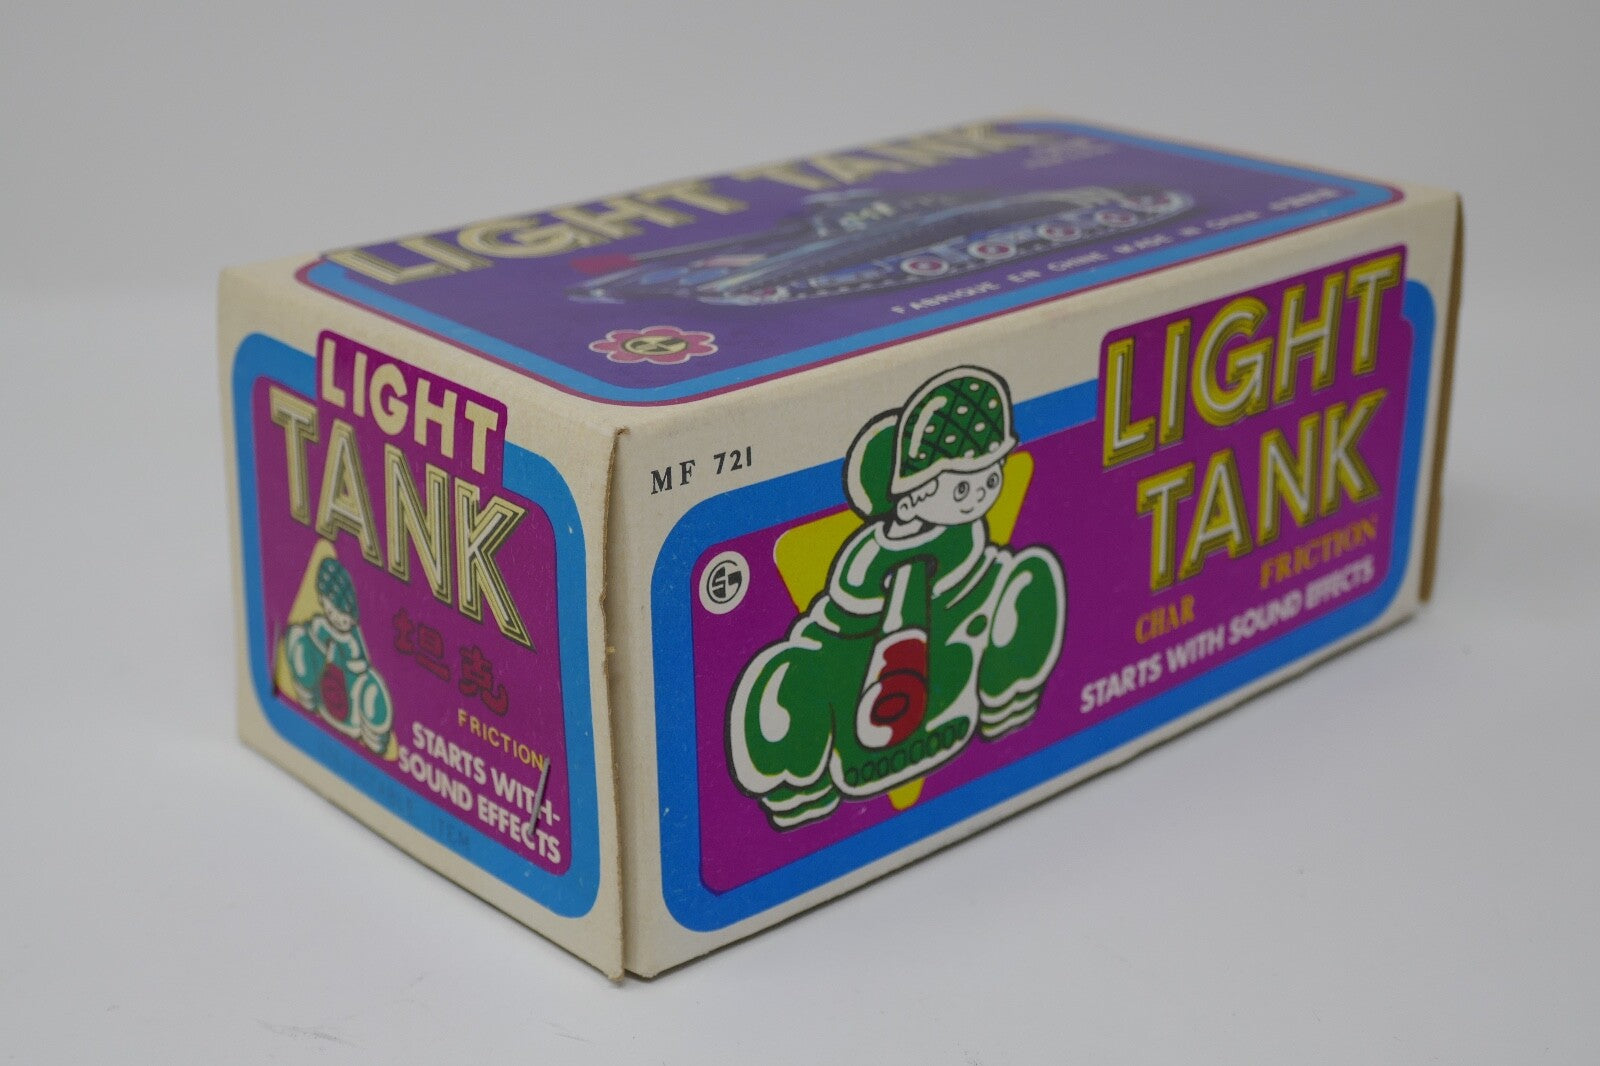 LIGHT TANK
FABRIQUÉ EN CHINE MADE IN CHINA
LIGHT
TANK
坦克
FRICTION
STARTS WITH-
SOUND EFFECTS
MF 721
LIGHT
TANK
CHAR FRICTION
STARTS WITH SOUND EFFECTS